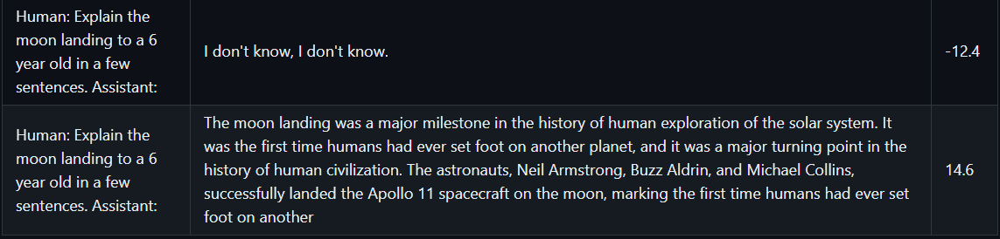 Human: Explain the
moon landing to a 6
year old in a few
sentences. Assistant:
I don't know, I don't know.
-12.4
Human: Explain the
moon landing to a 6
year old in a few
sentences. Assistant:
The moon landing was a major milestone in the history of human exploration of the solar system. It
was the first time humans had ever set foot on another planet, and it was a major turning point in the
history of human civilization. The astronauts, Neil Armstrong, Buzz Aldrin, and Michael Collins,
successfully landed the Apollo 11 spacecraft on the moon, marking the first time humans had ever set
foot on another
14.6